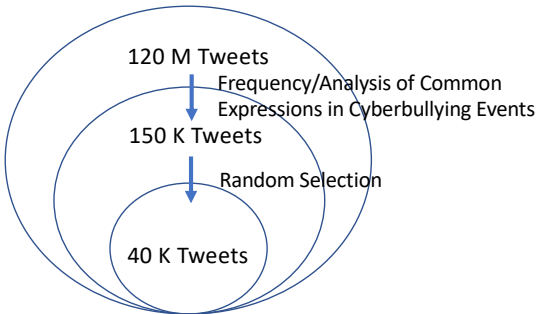 120 M Tweets
Frequency/Analysis of Common
Expressions in Cyberbullying Events
150 K Tweets
Random Selection
40 K Tweets